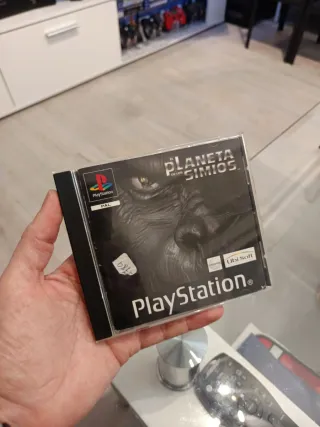 PlayStation
PAL
EL PLANETA
DE LOS SIMIOS
Ubi Soft
PlayStation®